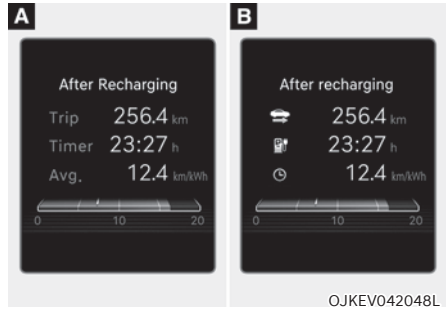 A
After Recharging
Trip 256.4 km
Timer 23:27 h
Avg. 12.4 km/kWh
0 10 20
B
After recharging
256.4 km
23:27 h
12.4 km/kWh
0 10 20
OJKEV042048L